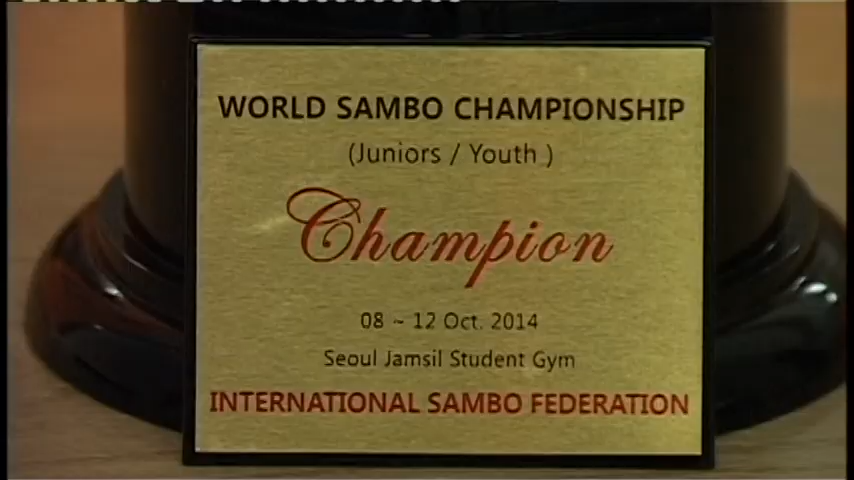 WORLD SAMBO CHAMPIONSHIP
(Juniors / Youth )
Champion
08 ~ 12 Oct. 2014
Seoul Jamsil Student Gym
INTERNATIONAL SAMBO FEDERATION